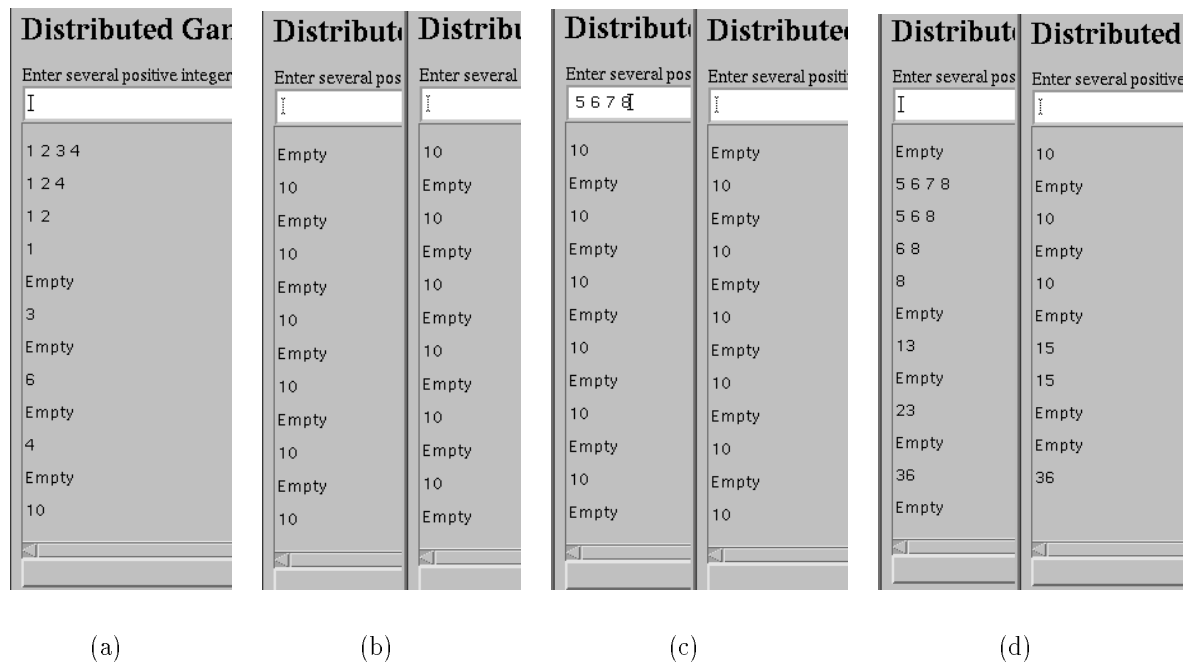 Distributed Gar
Enter several positive integer
1 2 3 4
1 2 4
1 2
1
Empty
3
Empty
6
Empty
4
Empty
10
(a)
Distribut
Enter several pos
Empty
10
Empty
10
Empty
10
Empty
10
Empty
10
Empty
10
Distribu
Enter several
10
Empty
10
Empty
10
Empty
10
Empty
10
Empty
10
Empty
(b)
Distribut
Enter several pos
5 6 7 8
10
Empty
10
Empty
10
Empty
10
Empty
10
Empty
10
Empty
Distribute
Enter several positi
Empty
10
Empty
10
Empty
10
Empty
10
Empty
10
Empty
10
(c)
Distribut
Enter several pos
Empty
5 6 7 8
5 6 8
6 8
8
Empty
13
Empty
23
Empty
36
Empty
Distributed
Enter several positive
10
Empty
10
Empty
10
15
15
Empty
Empty
36
(d)